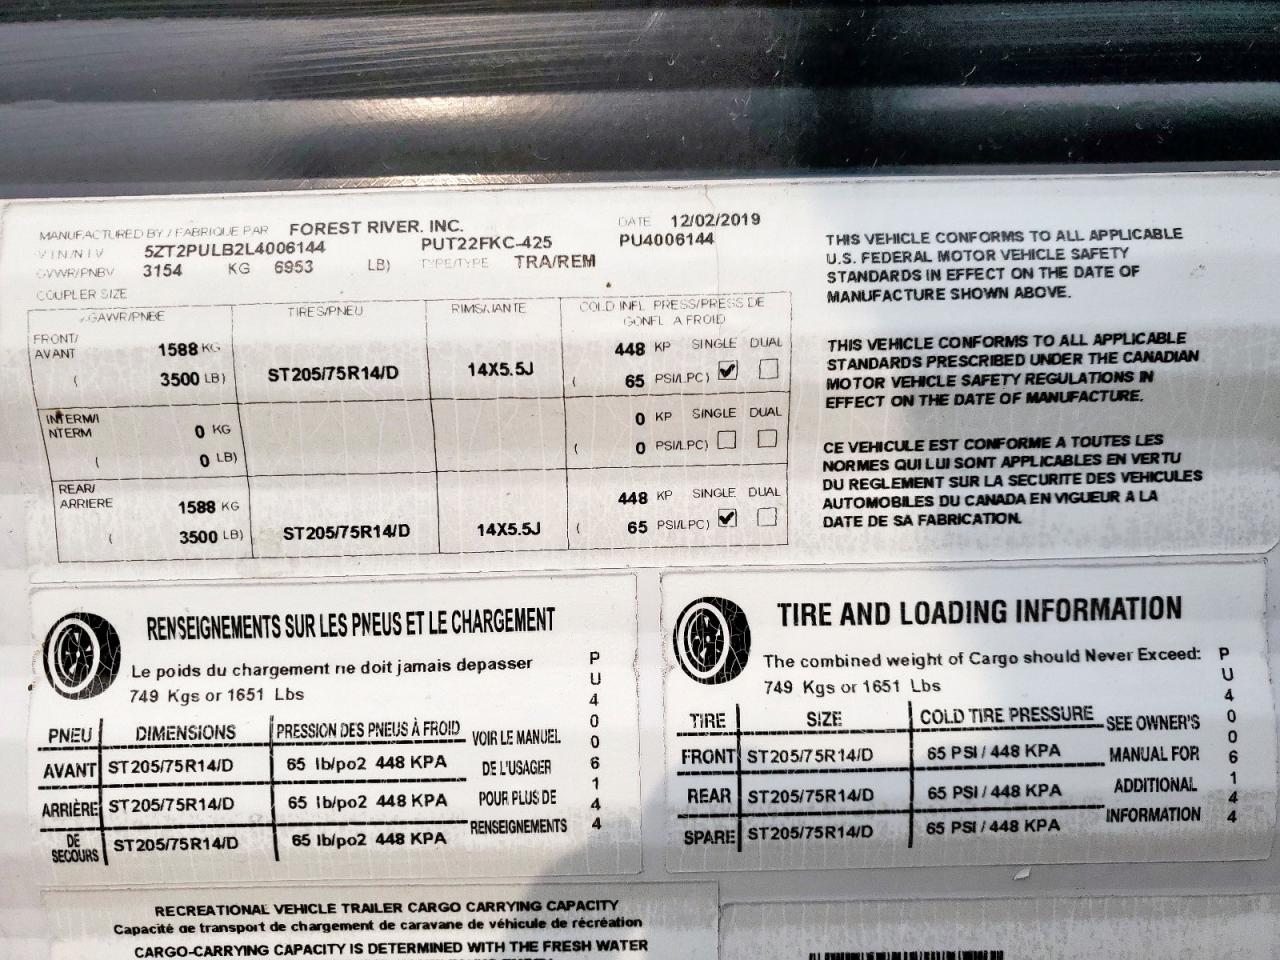 MANUFACTURED BY / FABRIQUE PAR FOREST RIVER. INC. DATE 12/02/2019
V I N / N I V 5ZT2PULB2L4006144 PUT22FKC-425 PU4006144
GVWR/PNBV 3154 KG 6953 LB) TYPE/TYPE TRA/REM
COUPLER SIZE
GAWR/PNBE TIRES/PNEU RIMS/JANTE COLD INFL PRESS/PRESS DE
GONFL A FROID
FRONT/
AVANT 1588 KG 448 KP SINGLE DUAL
( 3500 LB) ST205/75R14/D 14X5.5J ( 65 PSI/LPC)
INTERM/I
NTERM 0 KG 0 KP SINGLE DUAL
( 0 LB) ( 0 PSI/LPC)
REAR/
ARRIERE 1588 KG 448 KP SINGLE DUAL
( 3500 LB) ST205/75R14/D 14X5.5J ( 65 PSI/LPC)
THIS VEHICLE CONFORMS TO ALL APPLICABLE
U.S. FEDERAL MOTOR VEHICLE SAFETY
STANDARDS IN EFFECT ON THE DATE OF
MANUFACTURE SHOWN ABOVE.
THIS VEHICLE CONFORMS TO ALL APPLICABLE
STANDARDS PRESCRIBED UNDER THE CANADIAN
MOTOR VEHICLE SAFETY REGULATIONS IN
EFFECT ON THE DATE OF MANUFACTURE.
CE VEHICULE EST CONFORME A TOUTES LES
NORMES QUI LUI SONT APPLICABLES EN VERTU
DU REGLEMENT SUR LA SECURITE DES VEHICULES
AUTOMOBILES DU CANADA EN VIGUEUR A LA
DATE DE SA FABRICATION.
RENSEIGNEMENTS SUR LES PNEUS ET LE CHARGEMENT
Le poids du chargement ne doit jamais depasser
749 Kgs or 1651 Lbs
PNEU DIMENSIONS PRESSION DES PNEUS À FROID
AVANT ST205/75R14/D 65 lb/po2 448 KPA
ARRIÈRE ST205/75R14/D 65 lb/po2 448 KPA
DE
SECOURS ST205/75R14/D 65 lb/po2 448 KPA
VOIR LE MANUEL
DE L'USAGER
POUR PLUS DE
RENSEIGNEMENTS
PU4006144
TIRE AND LOADING INFORMATION
The combined weight of Cargo should Never Exceed:
749 Kgs or 1651 Lbs
TIRE SIZE COLD TIRE PRESSURE
FRONT ST205/75R14/D 65 PSI / 448 KPA
REAR ST205/75R14/D 65 PSI / 448 KPA
SPARE ST205/75R14/D 65 PSI / 448 KPA
SEE OWNER'S
MANUAL FOR
ADDITIONAL
INFORMATION
PU4006144
RECREATIONAL VEHICLE TRAILER CARGO CARRYING CAPACITY
Capacité de transport de chargement de caravane de véhicule de récréation
CARGO-CARRYING CAPACITY IS DETERMINED WITH THE FRESH WATER